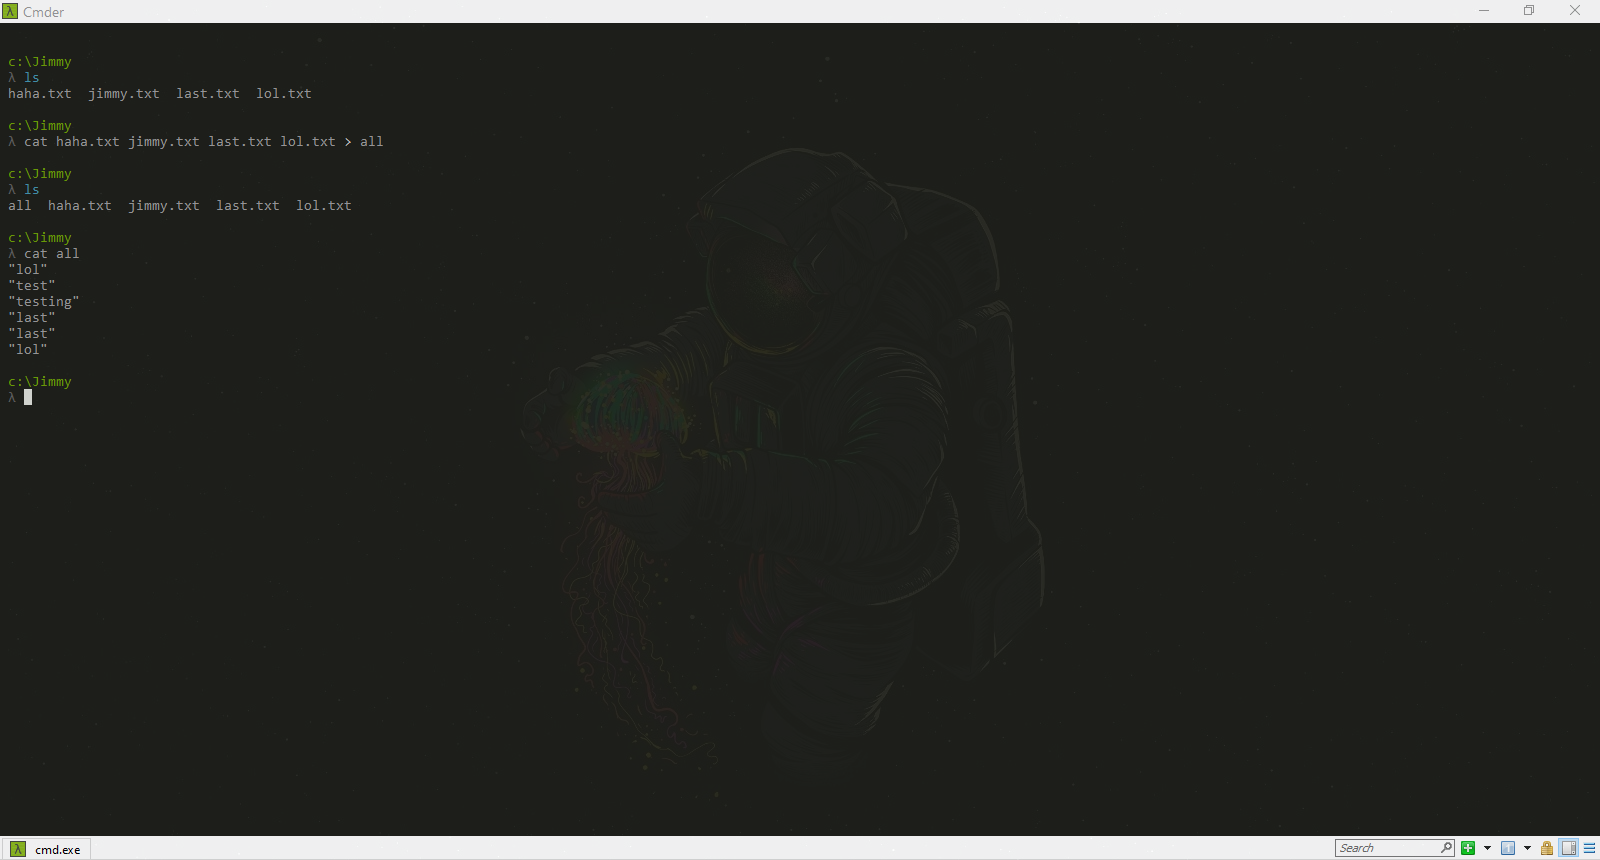 λ Cmder
c:\Jimmy
λ ls
haha.txt  jimmy.txt  last.txt  lol.txt
c:\Jimmy
λ cat haha.txt jimmy.txt last.txt lol.txt > all
c:\Jimmy
λ ls
all  haha.txt  jimmy.txt  last.txt  lol.txt
c:\Jimmy
λ cat all
"lol"
"test"
"testing"
"last"
"last"
"lol"
c:\Jimmy
λ
λ cmd.exe
Search